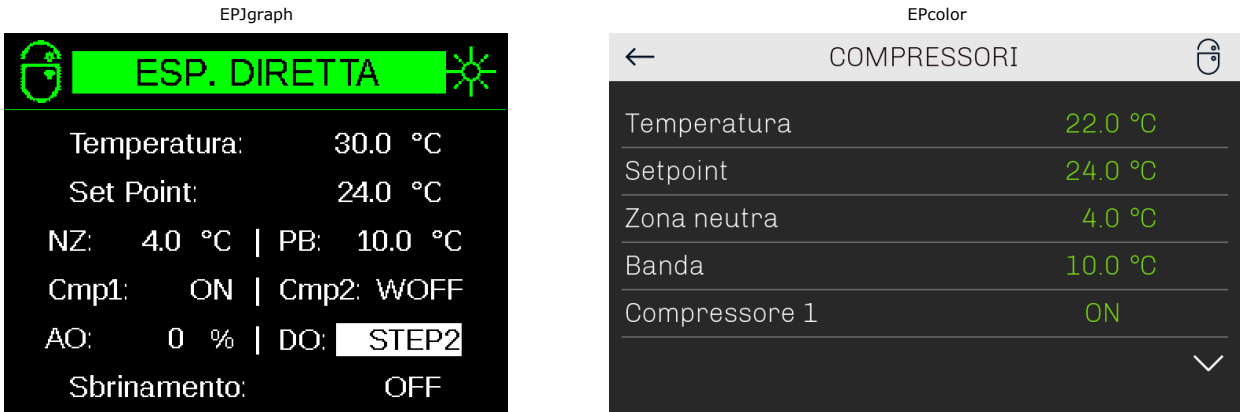 EPJgraph
ESP. DIRETTA
Temperatura: 30.0 °C
Set Point: 24.0 °C
NZ: 4.0 °C | PB: 10.0 °C
Cmp1: ON | Cmp2: WOFF
AO: 0 % | DO: STEP2
Sbrinamento: OFF
EPcolor
COMPRESSORI
Temperatura 22.0 °C
Setpoint 24.0 °C
Zona neutra 4.0 °C
Banda 10.0 °C
Compressore 1 ON